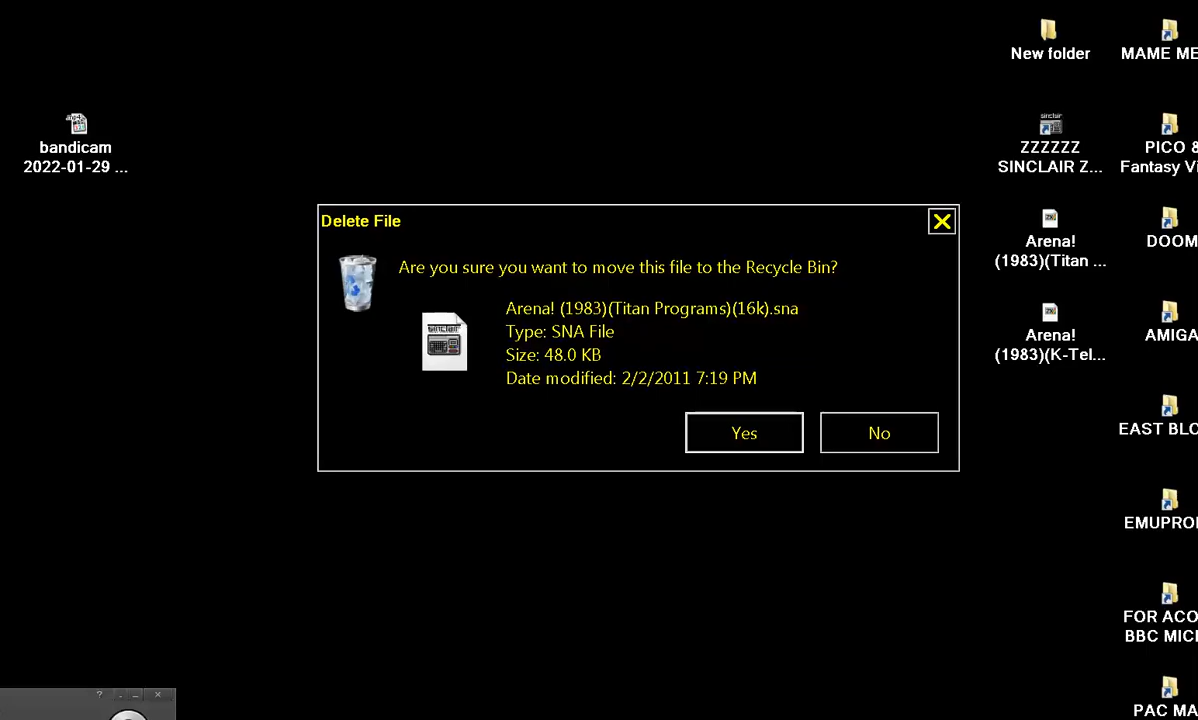 New folder
MAME ME
bandicam
2022-01-29 ...
sinclair
ZZZZZZ
SINCLAIR Z...
PICO 8
Fantasy Vi
Delete File
Are you sure you want to move this file to the Recycle Bin?
sinclair
Arena! (1983)(Titan Programs)(16k).sna
Type: SNA File
Size: 48.0 KB
Date modified: 2/2/2011 7:19 PM
Yes
No
Arena!
(1983)(Titan ...
DOOM
Arena!
(1983)(K-Tel...
AMIGA
EAST BLO
EMUPRO
FOR ACO
BBC MIC
PAC MA
?